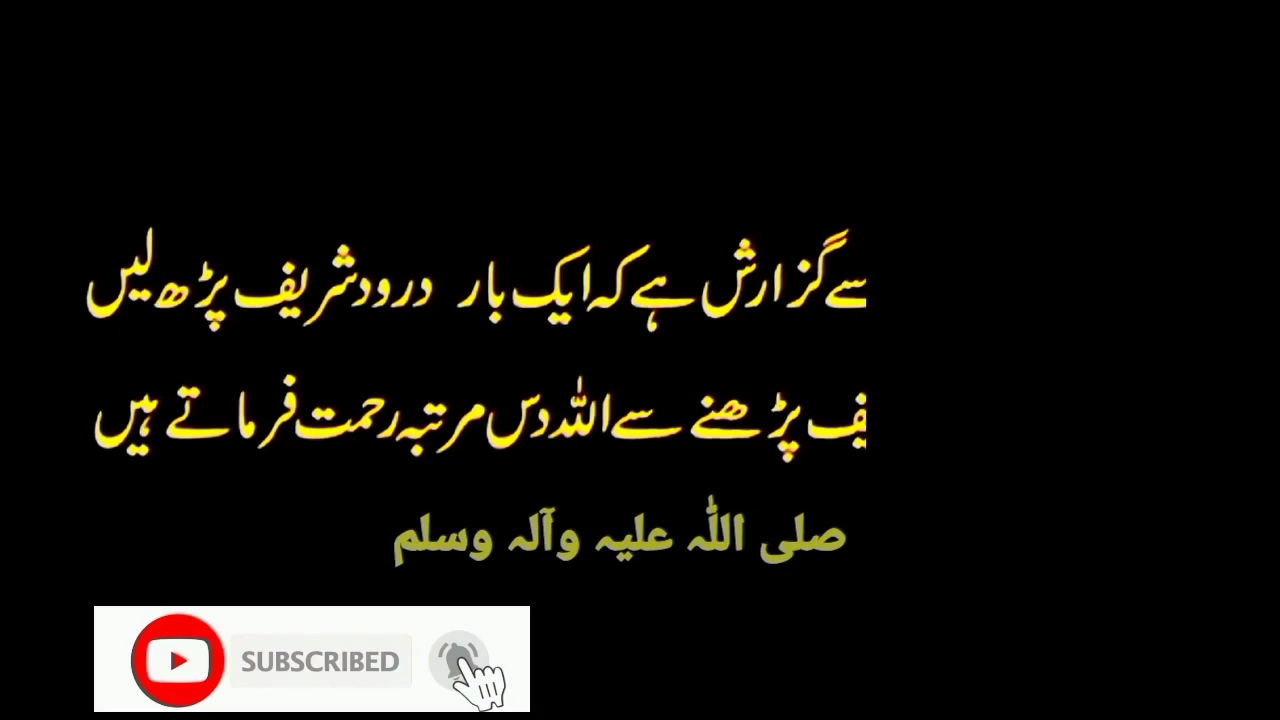 سے گزارش ہے کہ ایک بار درود شریف پڑھ لیں
پڑھنے سے اللہ دس مرتبہ رحمت فرماتے ہیں
صلی اللہ علیہ وآلہ وسلم
SUBSCRIBED